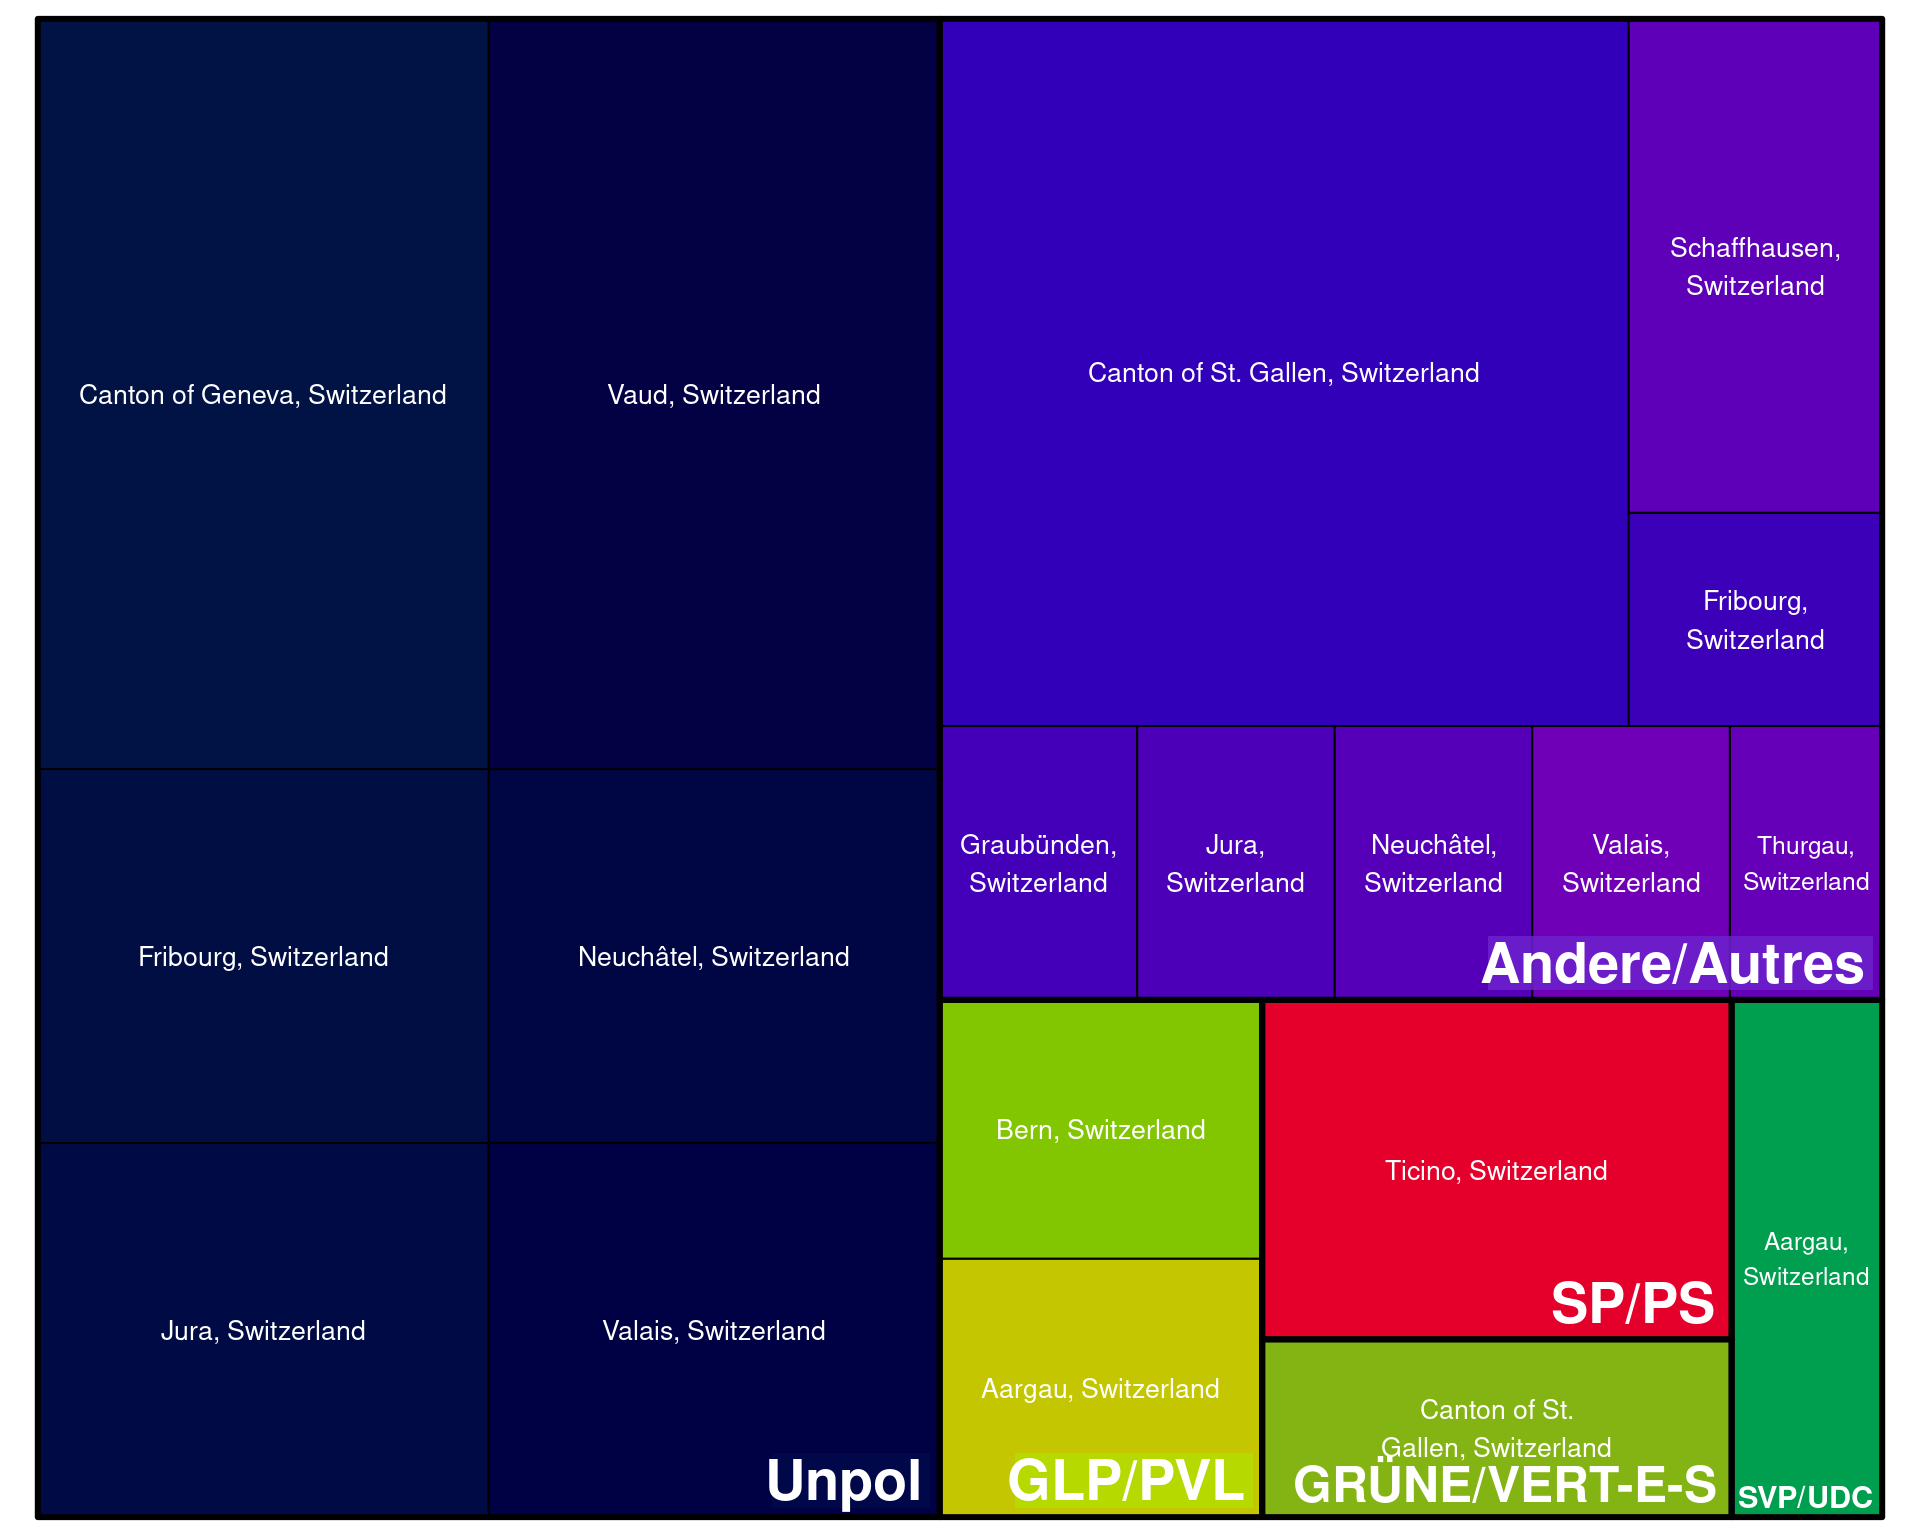 Canton of Geneva, Switzerland
Vaud, Switzerland
Fribourg, Switzerland
Neuchâtel, Switzerland
Jura, Switzerland
Valais, Switzerland
Unpol
Canton of St. Gallen, Switzerland
Schaffhausen,
Switzerland
Fribourg,
Switzerland
Graubünden,
Switzerland
Jura,
Switzerland
Neuchâtel,
Switzerland
Valais,
Switzerland
Thurgau,
Switzerland
Andere/Autres
Bern, Switzerland
Aargau, Switzerland
GLP/PVL
Ticino, Switzerland
SP/PS
Canton of St.
Gallen, Switzerland
GRÜNE/VERT-E-S
Aargau,
Switzerland
SVP/UDC